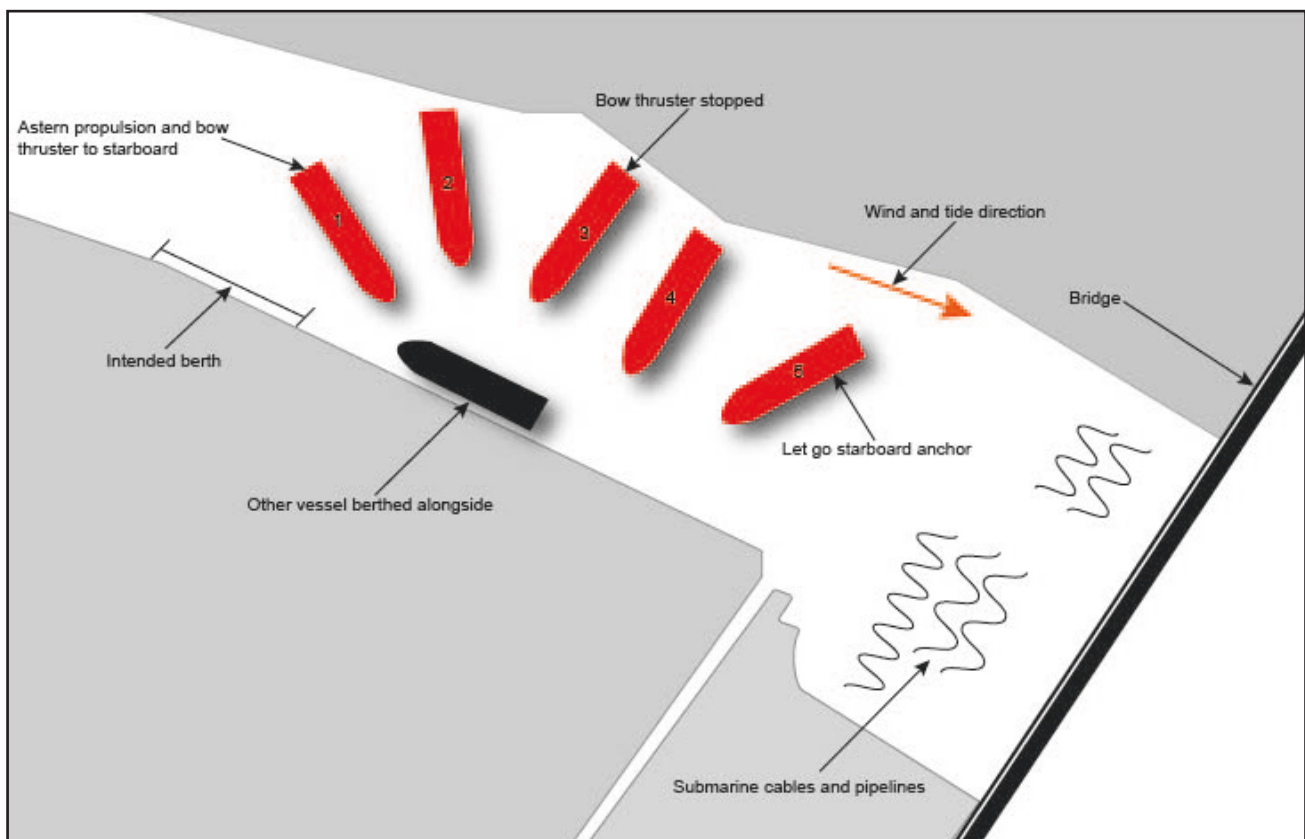 Bow thruster stopped
Astern propulsion and bow
thruster to starboard
2
1
3
Wind and tide direction
4
Bridge
Intended berth
5
Let go starboard anchor
Other vessel berthed alongside
Submarine cables and pipelines